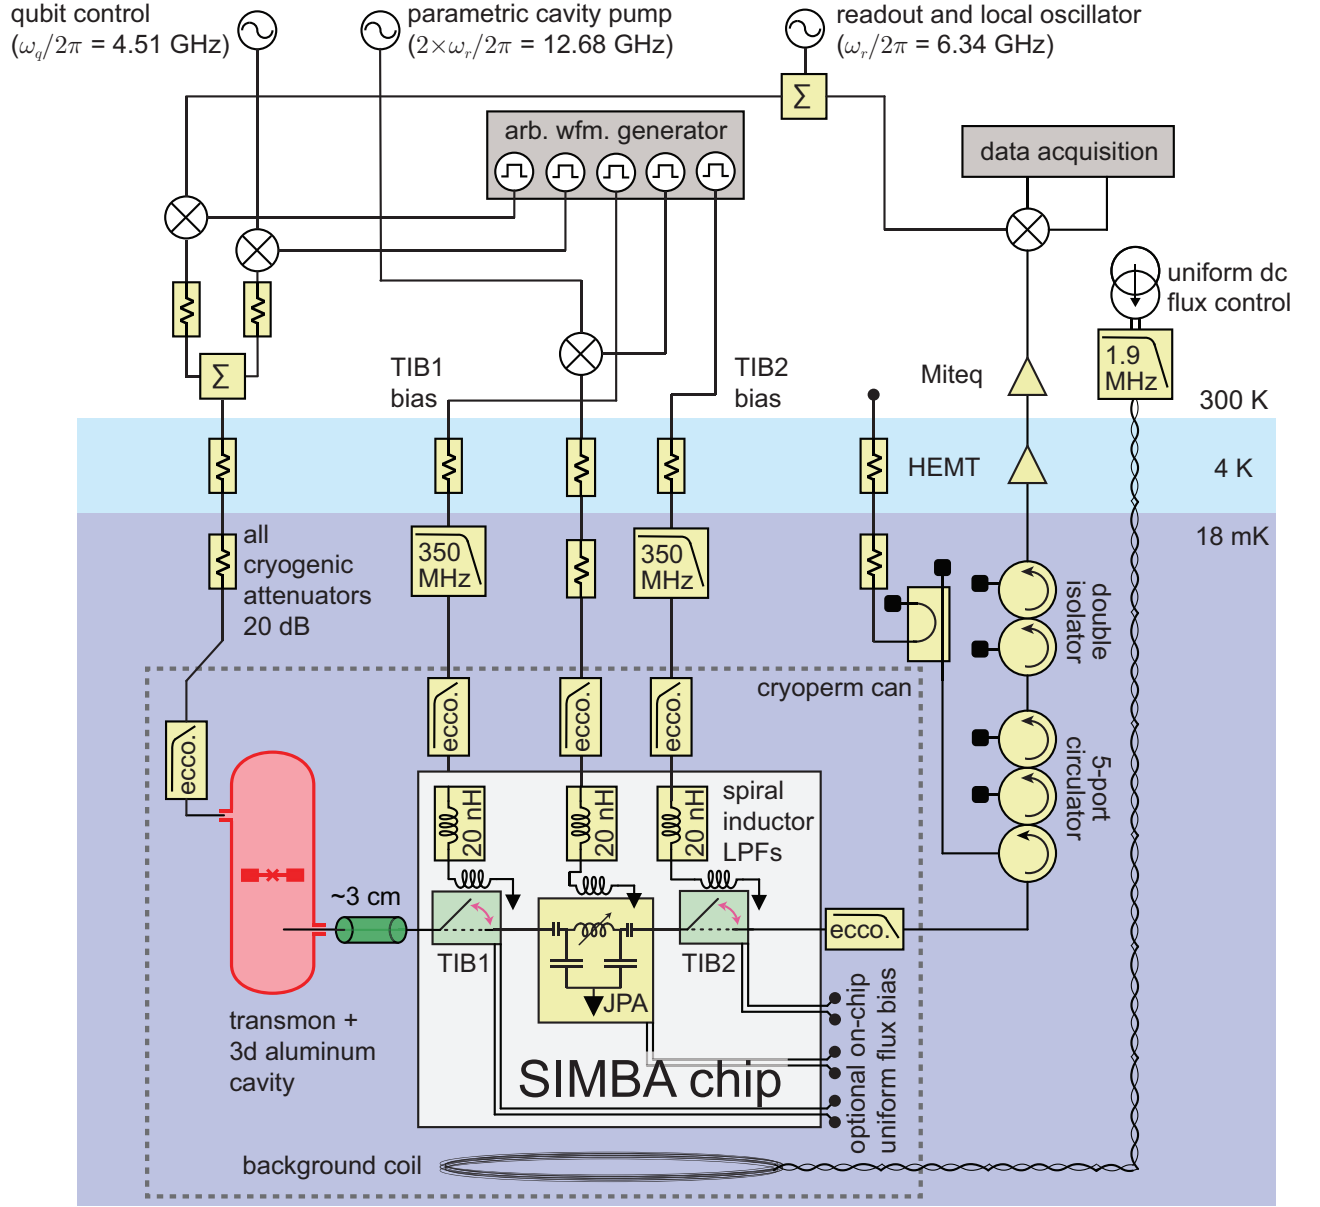 qubit control
(ω_q/2π = 4.51 GHz)
parametric cavity pump
(2×ω_r/2π = 12.68 GHz)
readout and local oscillator
(ω_r/2π = 6.34 GHz)
Σ
arb. wfm. generator
data acquisition
uniform dc
flux control
1.9
MHz
Σ
TIB1
bias
TIB2
bias
Miteq
300 K
HEMT
4 K
18 mK
all
cryogenic
attenuators
20 dB
350
MHz
350
MHz
double
isolator
cryoperm can
ecco.
ecco.
ecco.
ecco.
5-port
circulator
20 nH
20 nH
20 nH
spiral
inductor
LPFs
~3 cm
TIB1
JPA
TIB2
ecco.
transmon +
3d aluminum
cavity
SIMBA chip
optional on-chip
uniform flux bias
background coil